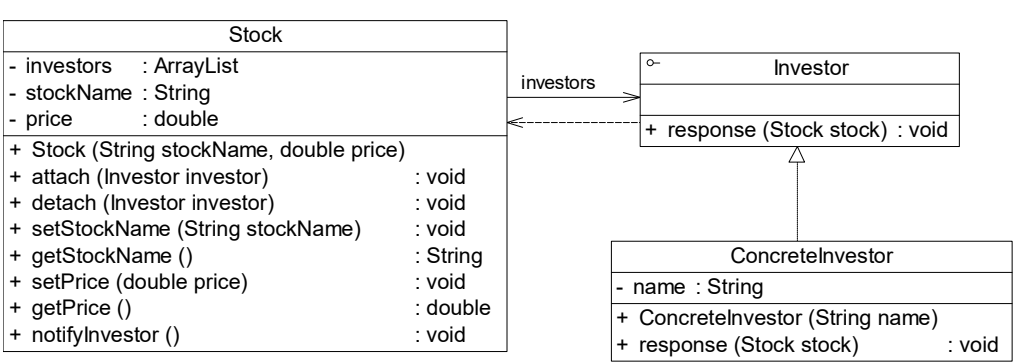 Stock
- investors : ArrayList
- stockName : String
- price : double
+ Stock (String stockName, double price)
+ attach (Investor investor) : void
+ detach (Investor investor) : void
+ setStockName (String stockName) : void
+ getStockName () : String
+ setPrice (double price) : void
+ getPrice () : double
+ notifyInvestor () : void
investors
Investor
+ response (Stock stock) : void
ConcreteInvestor
- name : String
+ ConcreteInvestor (String name)
+ response (Stock stock) : void